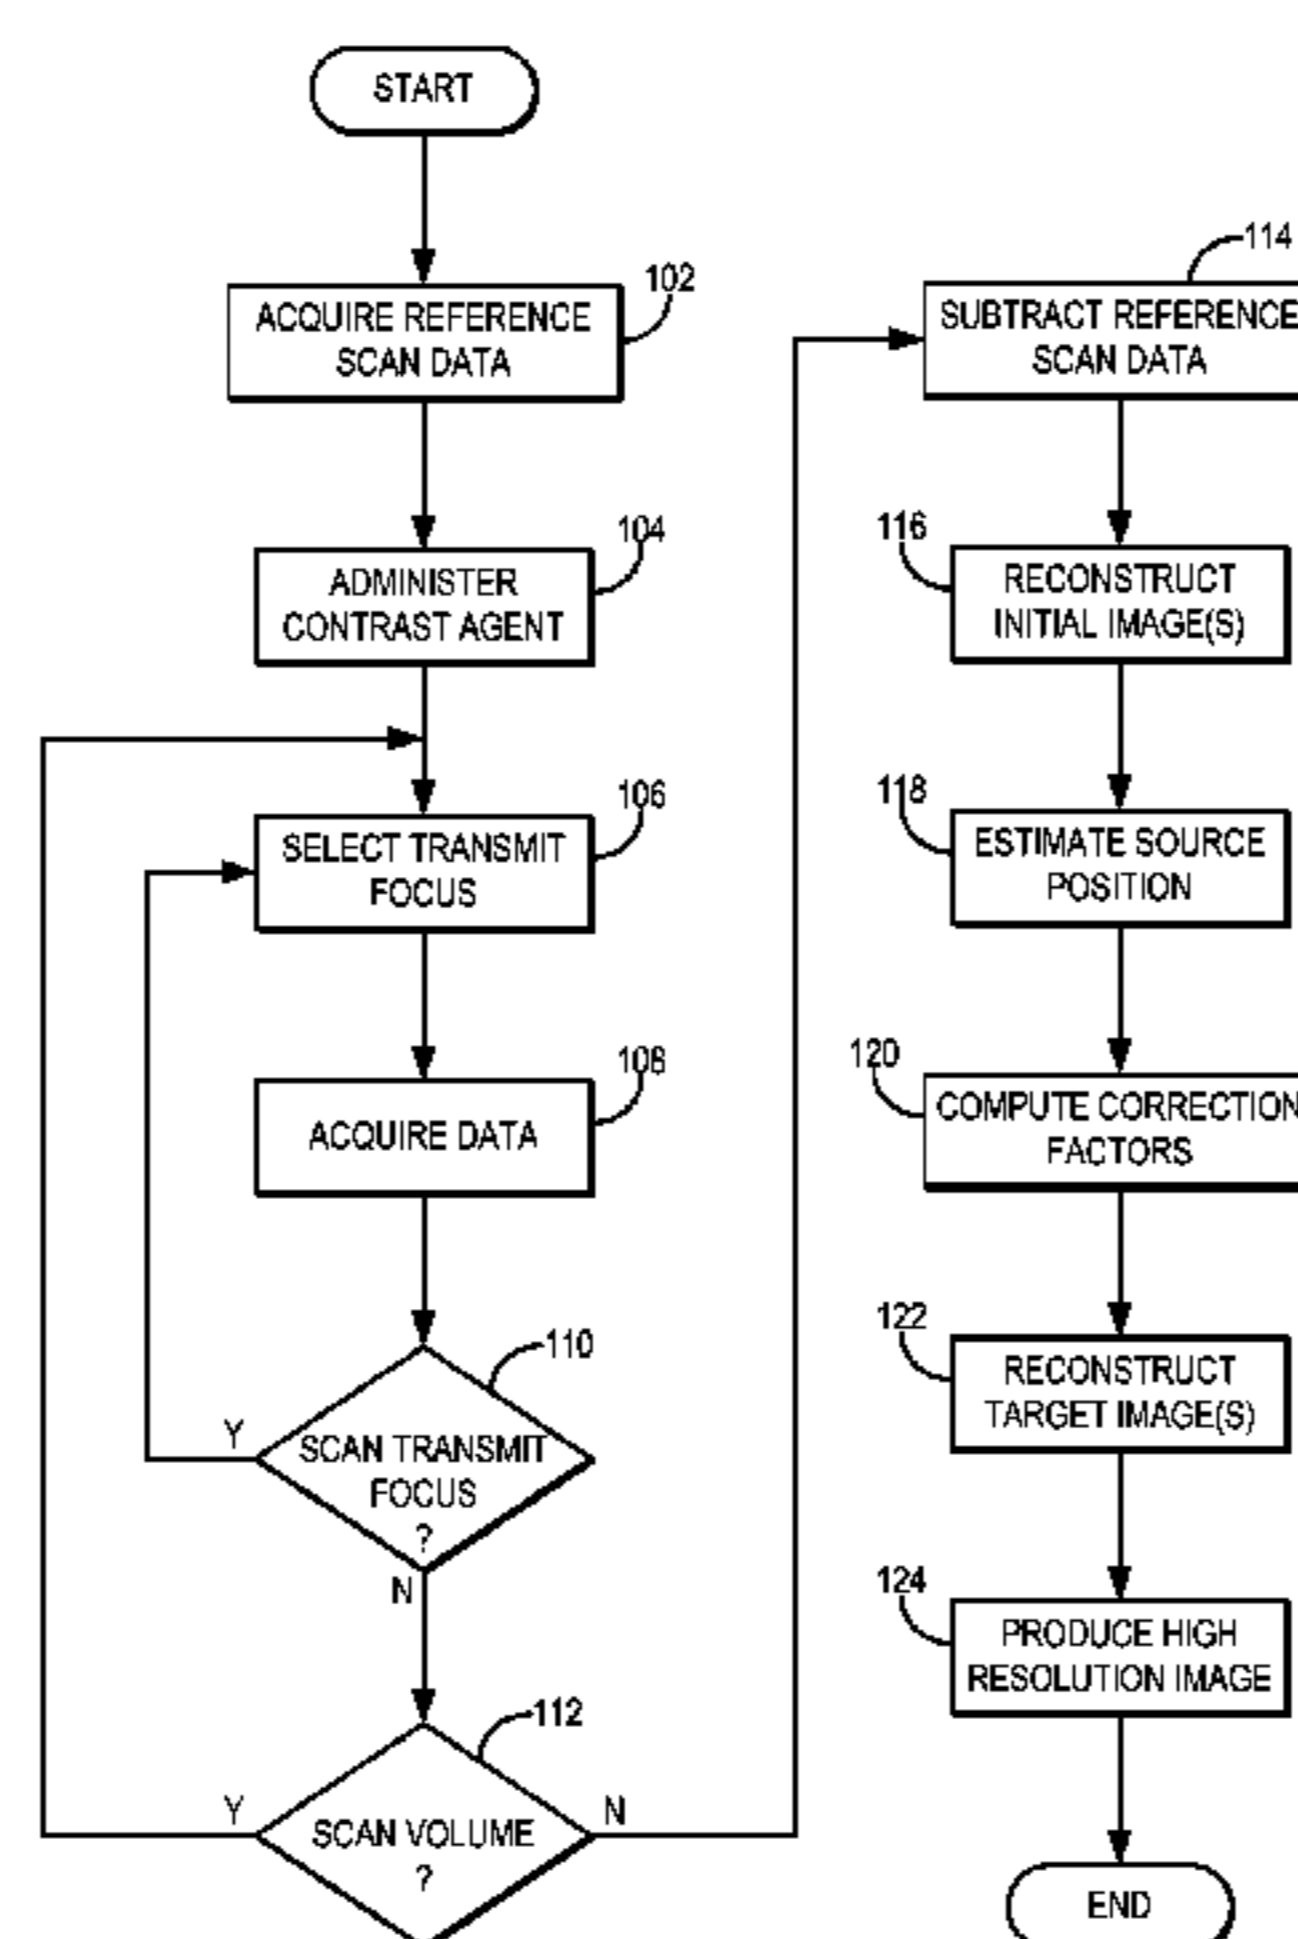 START
102
ACQUIRE REFERENCE
SCAN DATA
104
ADMINISTER
CONTRAST AGENT
106
SELECT TRANSMIT
FOCUS
108
ACQUIRE DATA
110
SCAN TRANSMIT
FOCUS
?
Y
N
112
SCAN VOLUME
?
Y
N
114
SUBTRACT REFERENCE
SCAN DATA
116
RECONSTRUCT
INITIAL IMAGE(S)
118
ESTIMATE SOURCE
POSITION
120
COMPUTE CORRECTION
FACTORS
122
RECONSTRUCT
TARGET IMAGE(S)
124
PRODUCE HIGH
RESOLUTION IMAGE
END